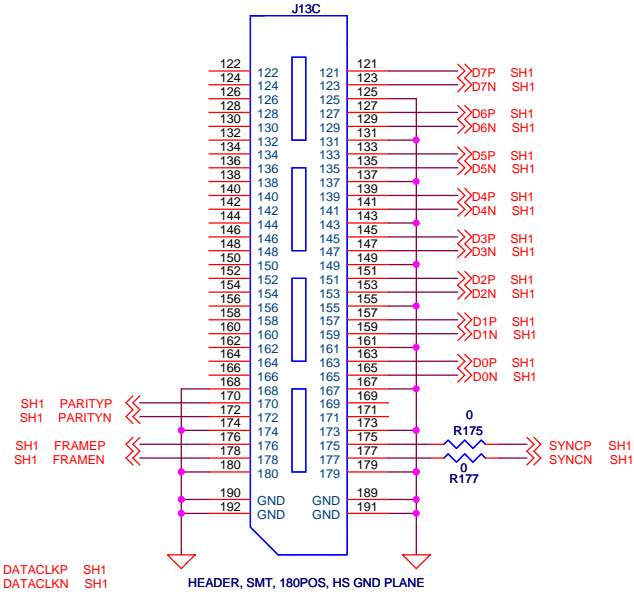 J13C
122 122 121 121 D7P SH1
124 124 123 123 D7N SH1
126 126 125 125
128 128 127 127 D6P SH1
130 130 129 129 D6N SH1
132 132 131 131
134 134 133 133 D5P SH1
136 136 135 135 D5N SH1
138 138 137 137
140 140 139 139 D4P SH1
142 142 141 141 D4N SH1
144 144 143 143
146 146 145 145 D3P SH1
148 148 147 147 D3N SH1
150 150 149 149
152 152 151 151 D2P SH1
154 154 153 153 D2N SH1
156 156 155 155
158 158 157 157 D1P SH1
160 160 159 159 D1N SH1
162 162 161 161
164 164 163 163 D0P SH1
166 166 165 165 D0N SH1
168 168 167 167
SH1 PARITYP 170 170 169 169
SH1 PARITYN 172 172 171 171
174 174 173 173
0
R175
SH1 FRAMEP 176 176 175 175 SYNCP SH1
SH1 FRAMEN 178 178 177 177 SYNCN SH1
0
R177
180 180 179 179
190 GND GND 189
192 GND GND 191
DATACLKP SH1
DATACLKN SH1
HEADER, SMT, 180POS, HS GND PLANE